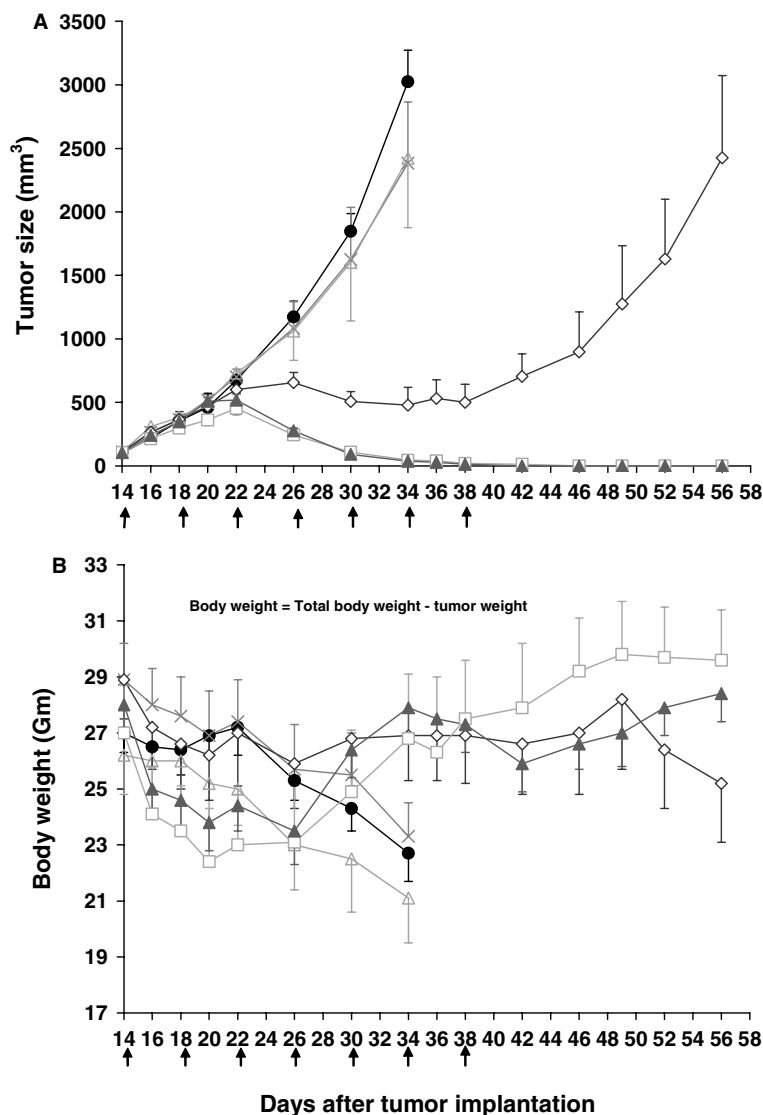 A
Tumor size (mm³)
3500
3000
2500
2000
1500
1000
500
0
14 16 18 20 22 24 26 28 30 32 34 36 38 40 42 44 46 48 50 52 54 56 58
B
Body weight = Total body weight - tumor weight
Body weight (Gm)
33
31
29
27
25
23
21
19
17
14 16 18 20 22 24 26 28 30 32 34 36 38 40 42 44 46 48 50 52 54 56 58
Days after tumor implantation